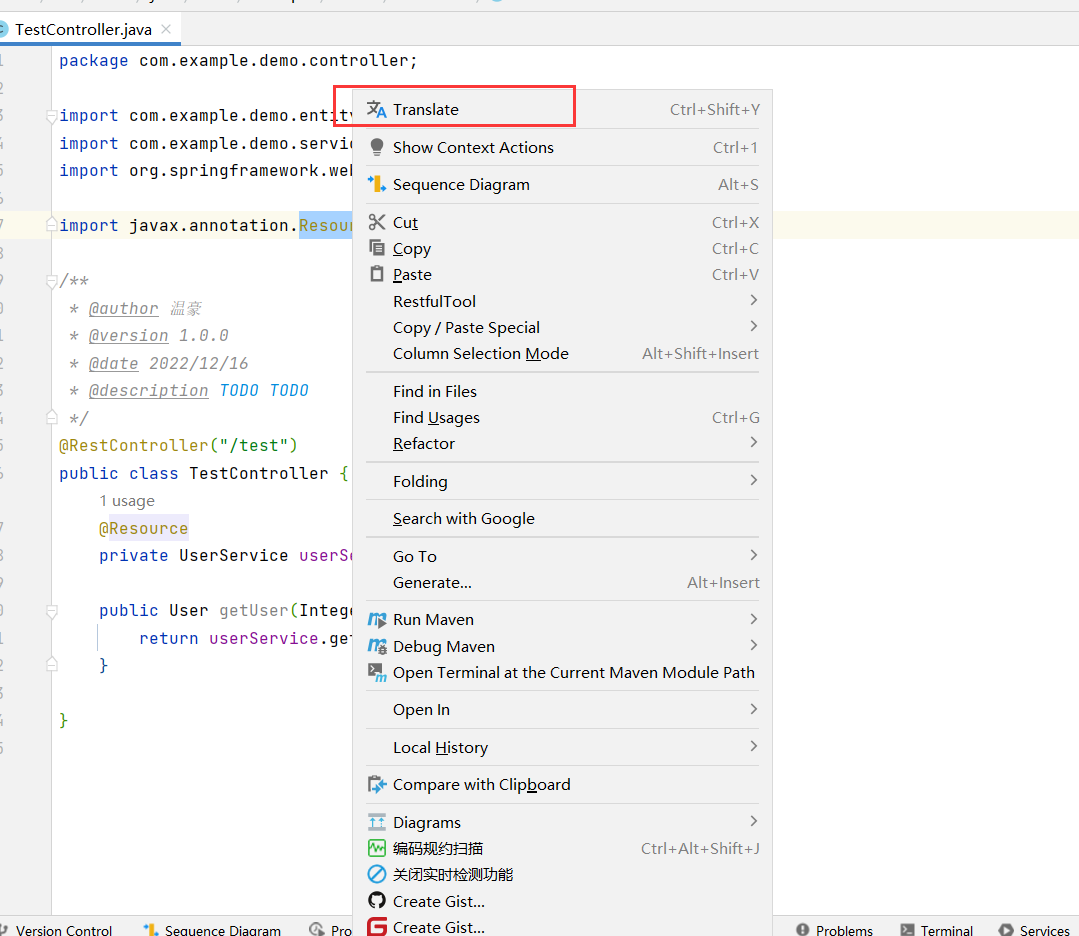 TestController.java
package com.example.demo.controller;
import com.example.demo.entity
import com.example.demo.servic
import org.springframework.web
import javax.annotation.Resour
/**
* @author 温豪
* @version 1.0.0
* @date 2022/12/16
* @description TODO TODO
*/
@RestController("/test")
public class TestController {
1 usage
@Resource
private UserService userSe
public User getUser(Intege
return userService.get
}
}
Translate Ctrl+Shift+Y
Show Context Actions Ctrl+1
Sequence Diagram Alt+S
Cut Ctrl+X
Copy Ctrl+C
Paste Ctrl+V
RestfulTool
Copy / Paste Special
Column Selection Mode Alt+Shift+Insert
Find in Files
Find Usages Ctrl+G
Refactor
Folding
Search with Google
Go To
Generate... Alt+Insert
Run Maven
Debug Maven
Open Terminal at the Current Maven Module Path
Open In
Local History
Compare with Clipboard
Diagrams
编码规约扫描 Ctrl+Alt+Shift+J
关闭实时检测功能
Create Gist...
Create Gist...
Version Control Sequence Diagram Pro Problems Terminal Services